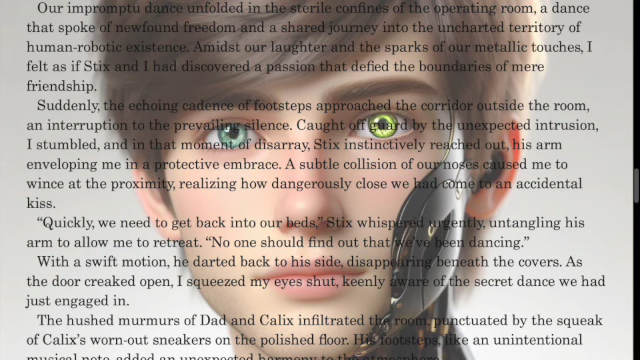 Our impromptu dance unfolded in the sterile confines of the operating room, a dance
that spoke of newfound freedom and a shared journey into the uncharted territory of
human-robotic existence. Amidst our laughter and the sparks of our metallic touches, I
felt as if Stix and I had discovered a passion that defied the boundaries of mere
friendship.
Suddenly, the echoing cadence of footsteps approached the corridor outside the room,
an interruption to the prevailing silence. Caught off guard by the unexpected intrusion,
I stumbled, and in that moment of disarray, Stix instinctively reached out, his arm
enveloping me in a protective embrace. A subtle collision of our noses caused me to
wince at the proximity, realizing how dangerously close we had come to an accidental
kiss.
“Quickly, we need to get back into our beds,” Stix whispered urgently, untangling his
arm to allow me to retreat. “No one should find out that we’ve been dancing.”
With a swift motion, he darted back to his side, disappearing beneath the covers. As
the door creaked open, I squeezed my eyes shut, keenly aware of the secret dance we had
just engaged in.
The hushed murmurs of Dad and Calix infiltrated the room, punctuated by the squeak
of Calix’s worn-out sneakers on the polished floor. His footsteps, like an unintentional
musical note, added an unexpected harmony to the atmosphere.